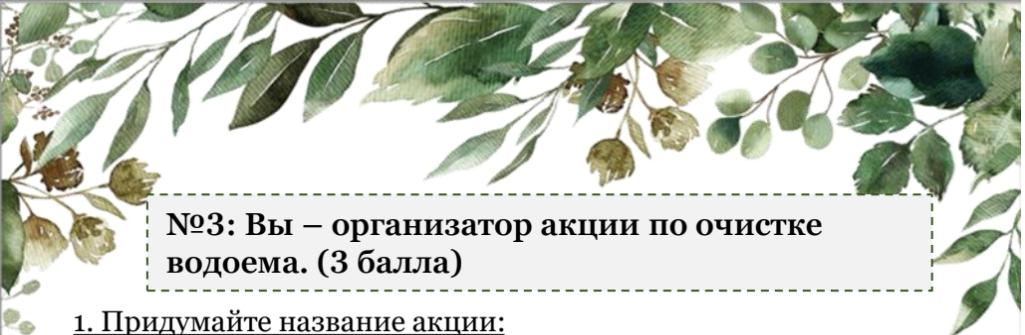 №3: Вы – организатор акции по очистке
водоема. (3 балла)
1. Придумайте название акции: